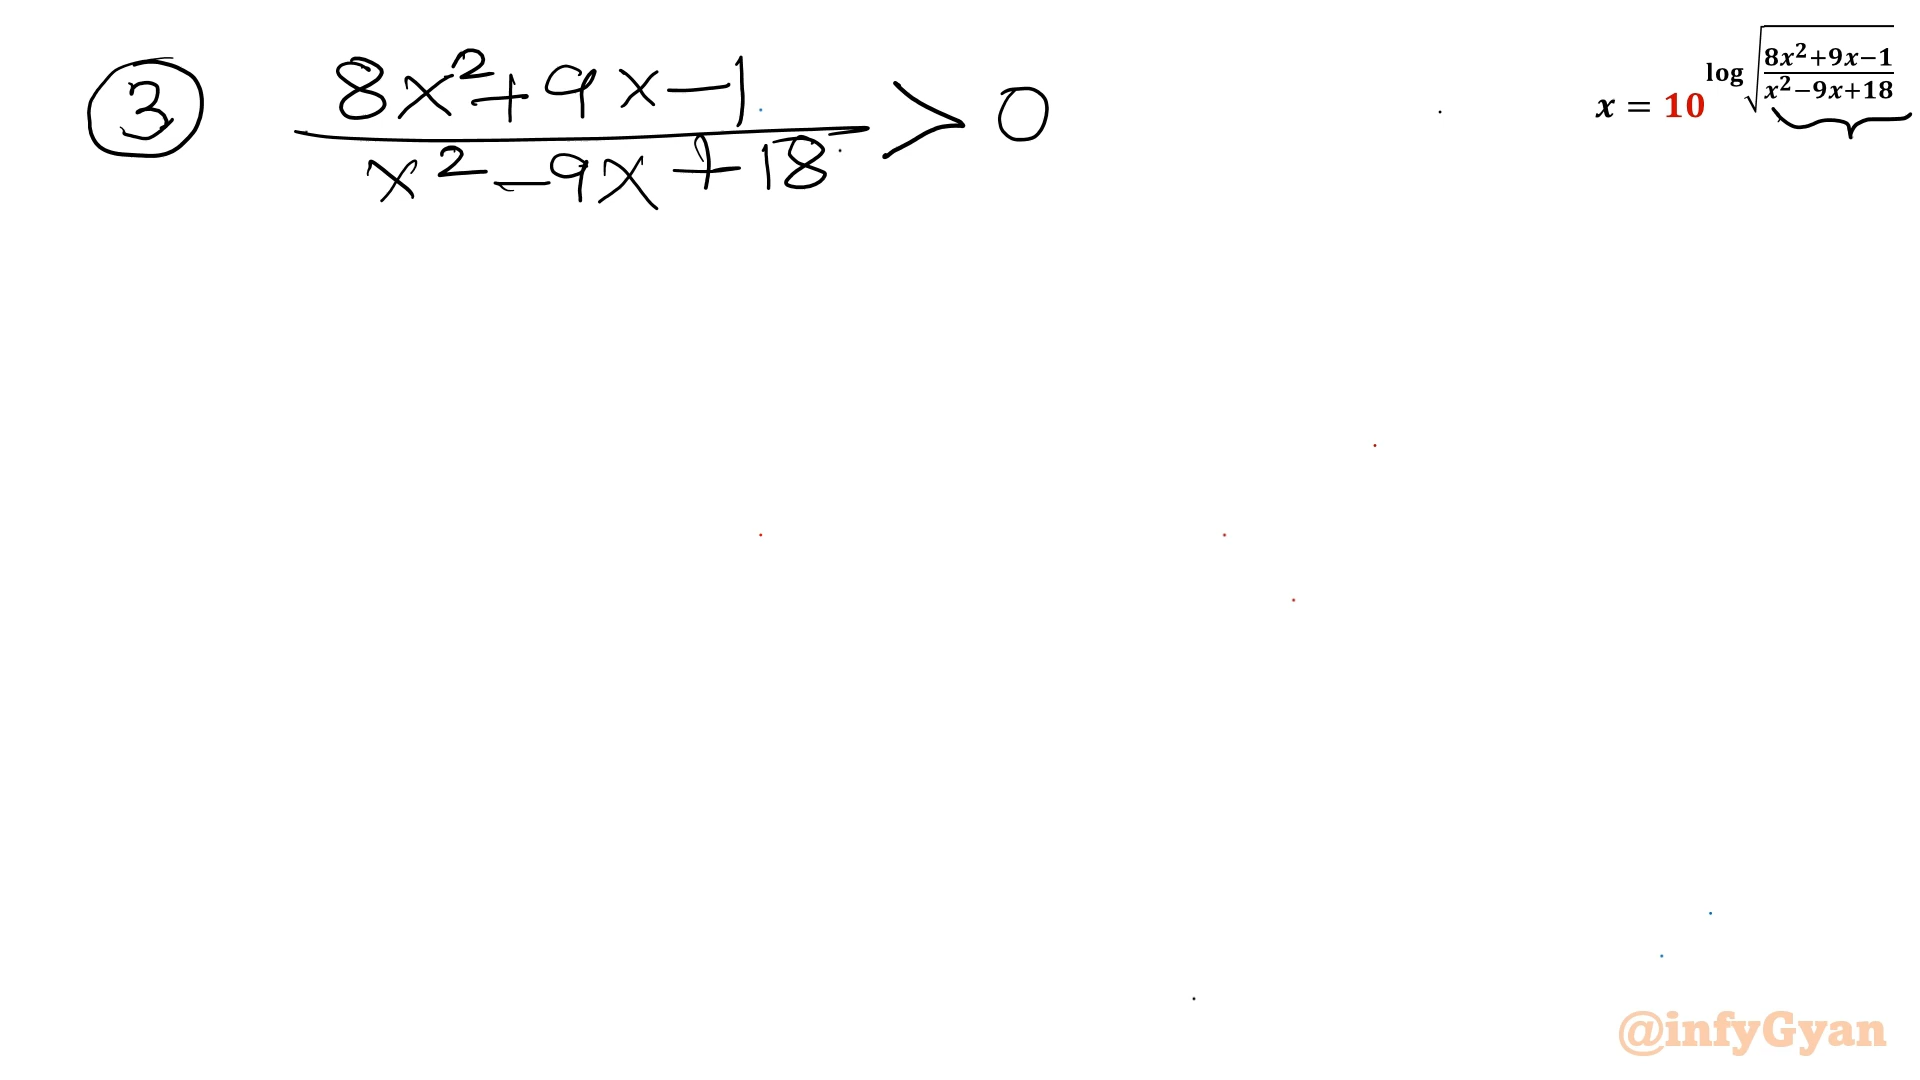 ③ (8x²+9x-1)/(x²-9x+18) > 0
x = 10^(log √((8x²+9x−1)/(x²−9x+18)))
@infyGyan